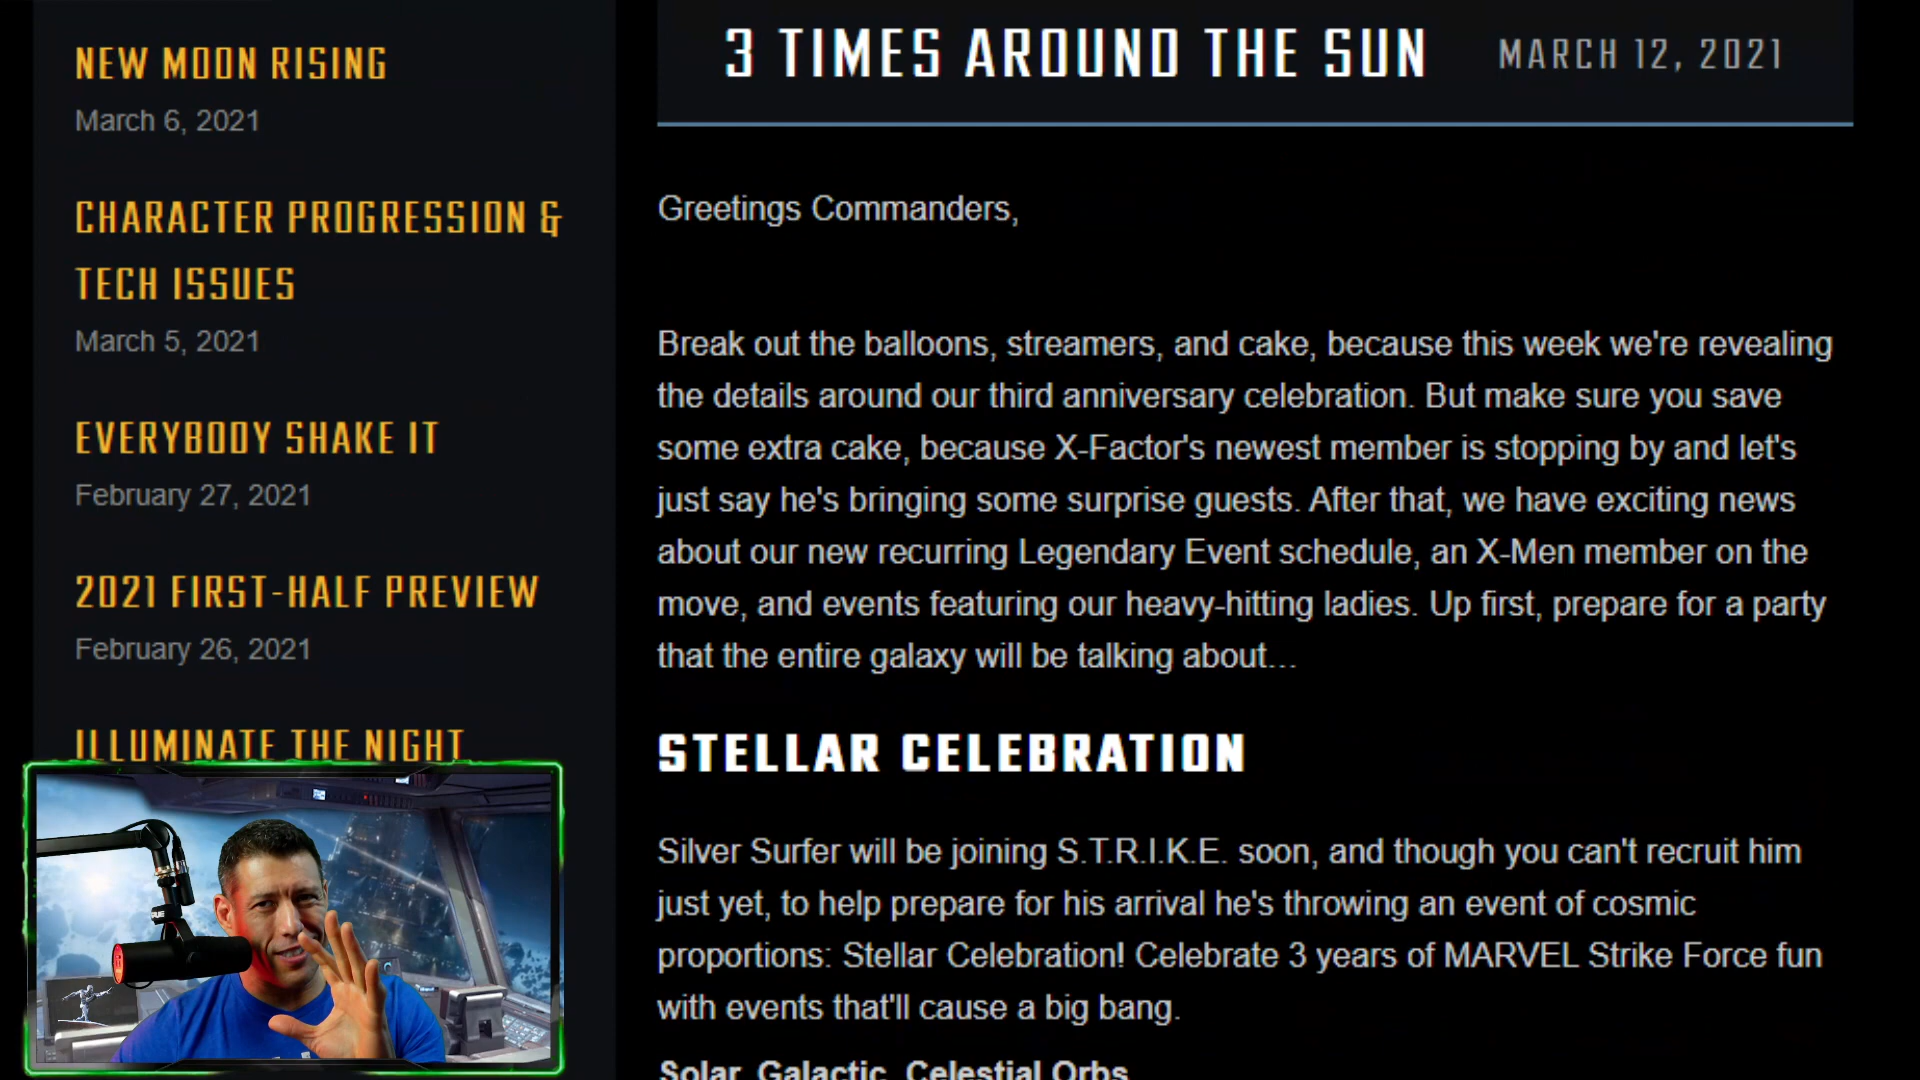 NEW MOON RISING
March 6, 2021
CHARACTER PROGRESSION &
TECH ISSUES
March 5, 2021
EVERYBODY SHAKE IT
February 27, 2021
2021 FIRST-HALF PREVIEW
February 26, 2021
ILLUMINATE THE NIGHT
3 TIMES AROUND THE SUN MARCH 12, 2021
Greetings Commanders,
Break out the balloons, streamers, and cake, because this week we're revealing
the details around our third anniversary celebration. But make sure you save
some extra cake, because X-Factor's newest member is stopping by and let's
just say he's bringing some surprise guests. After that, we have exciting news
about our new recurring Legendary Event schedule, an X-Men member on the
move, and events featuring our heavy-hitting ladies. Up first, prepare for a party
that the entire galaxy will be talking about...
STELLAR CELEBRATION
Silver Surfer will be joining S.T.R.I.K.E. soon, and though you can't recruit him
just yet, to help prepare for his arrival he's throwing an event of cosmic
proportions: Stellar Celebration! Celebrate 3 years of MARVEL Strike Force fun
with events that'll cause a big bang.
Solar, Galactic, Celestial Orbs